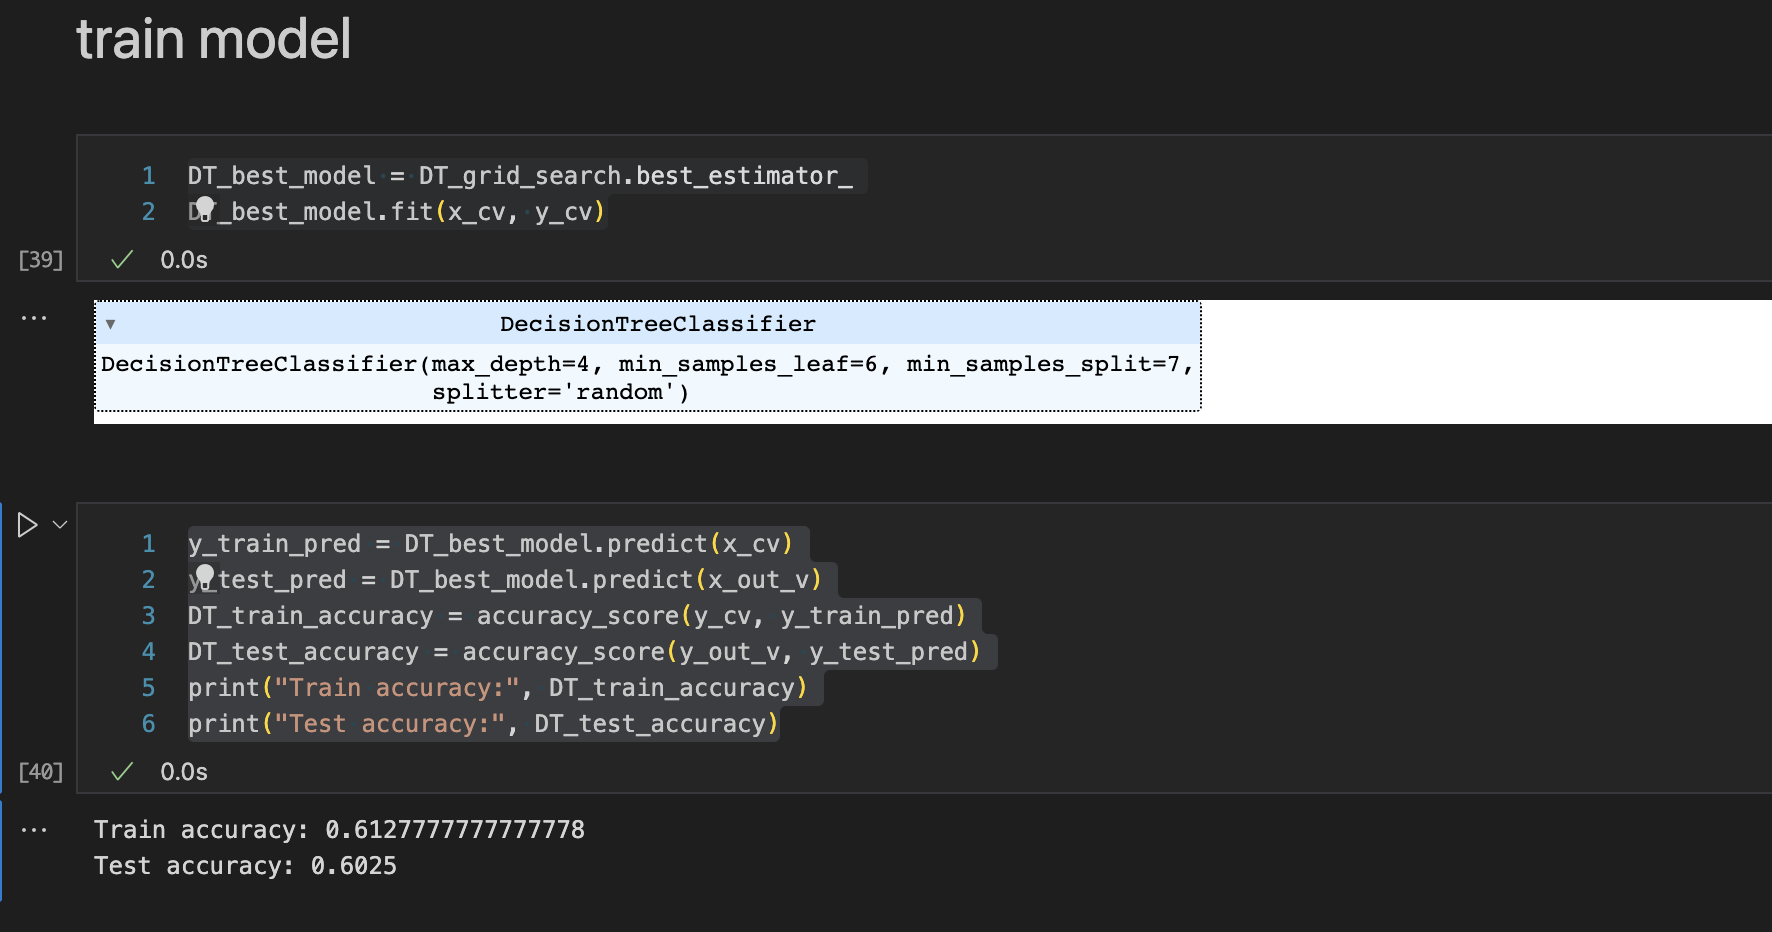 train model
1 DT_best_model = DT_grid_search.best_estimator_
2 DT_best_model.fit(x_cv, y_cv)
[39] 0.0s
DecisionTreeClassifier
DecisionTreeClassifier(max_depth=4, min_samples_leaf=6, min_samples_split=7,
splitter='random')
1 y_train_pred = DT_best_model.predict(x_cv)
2 y_test_pred = DT_best_model.predict(x_out_v)
3 DT_train_accuracy = accuracy_score(y_cv, y_train_pred)
4 DT_test_accuracy = accuracy_score(y_out_v, y_test_pred)
5 print("Train accuracy:", DT_train_accuracy)
6 print("Test accuracy:", DT_test_accuracy)
[40] 0.0s
Train accuracy: 0.6127777777777778
Test accuracy: 0.6025